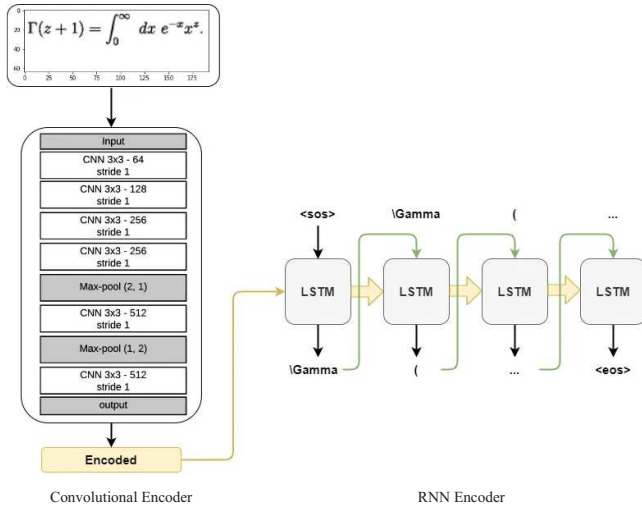 0
20
40
60
Γ(z + 1) = ∫₀^∞ dx e⁻ˣxᶻ.
0 25 50 75 100 125 150 175
Input
CNN 3x3 - 64
stride 1
CNN 3x3 - 128
stride 1
CNN 3x3 - 256
stride 1
CNN 3x3 - 256
stride 1
Max-pool (2, 1)
CNN 3x3 - 512
stride 1
Max-pool (1, 2)
CNN 3x3 - 512
stride 1
output
Encoded
Convolutional Encoder
<sos> \Gamma ( ...
LSTM LSTM LSTM LSTM
\Gamma ( ... <eos>
RNN Encoder